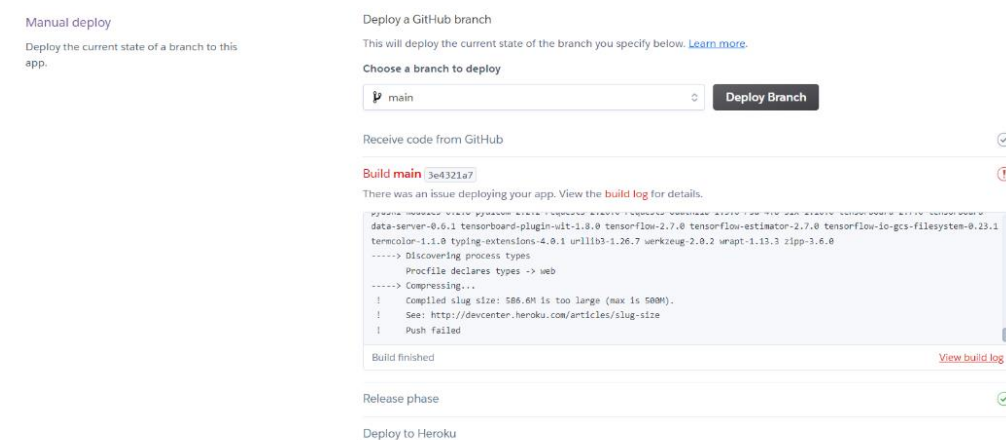 Manual deploy
Deploy the current state of a branch to this
app.
Deploy a GitHub branch
This will deploy the current state of the branch you specify below. Learn more.
Choose a branch to deploy
main
Deploy Branch
Receive code from GitHub
Build main 3e4321a7
There was an issue deploying your app. View the build log for details.
data-server-0.6.1 tensorboard-plugin-wit-1.8.0 tensorflow-2.7.0 tensorflow-estimator-2.7.0 tensorflow-io-gcs-filesystem-0.23.1
termcolor-1.1.0 typing-extensions-4.0.1 urllib3-1.26.7 werkzeug-2.0.2 wrapt-1.13.3 zipp-3.6.0
-----> Discovering process types
Procfile declares types -> web
-----> Compressing...
! Compiled slug size: 586.6M is too large (max is 500M).
! See: http://devcenter.heroku.com/articles/slug-size
! Push failed
Build finished
View build log
Release phase
Deploy to Heroku